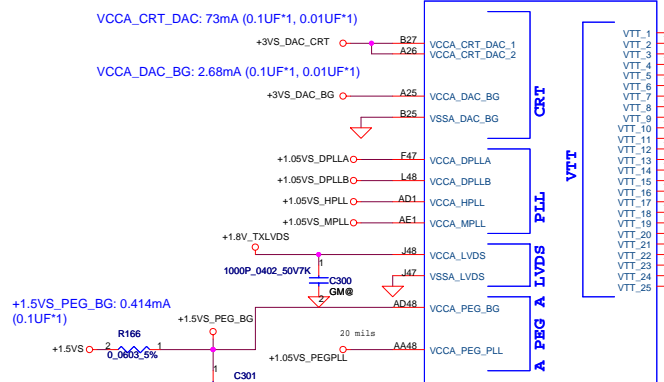 VCCA_CRT_DAC: 73mA (0.1UF*1, 0.01UF*1)
+3VS_DAC_CRT
B27
A26
VCCA_CRT_DAC_1
VCCA_CRT_DAC_2
VCCA_DAC_BG: 2.68mA (0.1UF*1, 0.01UF*1)
+3VS_DAC_BG
A25
VCCA_DAC_BG
B25
VSSA_DAC_BG
CRT
+1.05VS_DPLLA
F47
VCCA_DPLLA
+1.05VS_DPLLB
L48
VCCA_DPLLB
+1.05VS_HPLL
AD1
VCCA_HPLL
+1.05VS_MPLL
AE1
VCCA_MPLL
PLL
+1.8V_TXLVDS
J48
VCCA_LVDS
1
1000P_0402_50V7K
C300
GM@
2
J47
VSSA_LVDS
A LVDS
+1.5VS_PEG_BG: 0.414mA
(0.1UF*1)
+1.5VS_PEG_BG
AD48
VCCA_PEG_BG
R166
+1.5VS
2
1
0_0603_5%
1
C301
20 mils
+1.05VS_PEGPLL
AA48
VCCA_PEG_PLL
A PEG
VTT
VTT_1
VTT_2
VTT_3
VTT_4
VTT_5
VTT_6
VTT_7
VTT_8
VTT_9
VTT_10
VTT_11
VTT_12
VTT_13
VTT_14
VTT_15
VTT_16
VTT_17
VTT_18
VTT_19
VTT_20
VTT_21
VTT_22
VTT_23
VTT_24
VTT_25